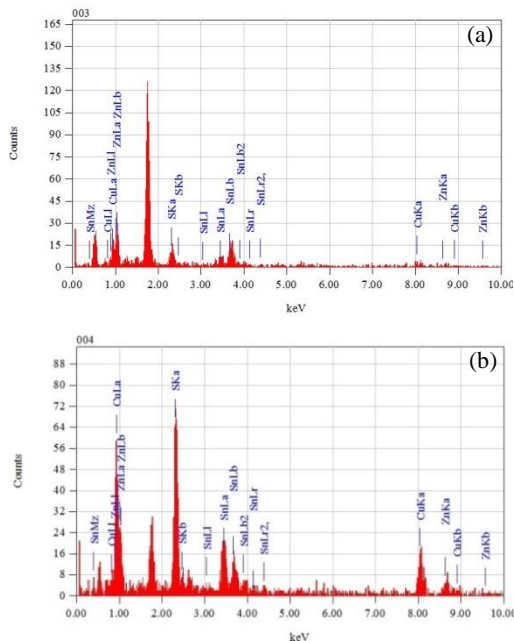 003
(a)
165
150
135
120
105
90
75
60
45
30
15
0
Counts
SnMz
CuLl
ZnLl
CuLa
ZnLa ZnLb
SKa
SKb
SnLl
SnLa
SnLb
SnLb2
SnLr
SnLr2,
CuKa
ZnKa
CuKb
ZnKb
0.00 1.00 2.00 3.00 4.00 5.00 6.00 7.00 8.00 9.00 10.00
keV
004
(b)
88
80
72
64
56
48
40
32
24
16
8
0
Counts
SnMz
CuLl
ZnLl
CuLa
ZnLa ZnLb
SKa
SKb
SnLl
SnLa
SnLb
SnLb2
SnLr
SnLr2,
CuKa
ZnKa
CuKb
ZnKb
0.00 1.00 2.00 3.00 4.00 5.00 6.00 7.00 8.00 9.00 10.00
keV